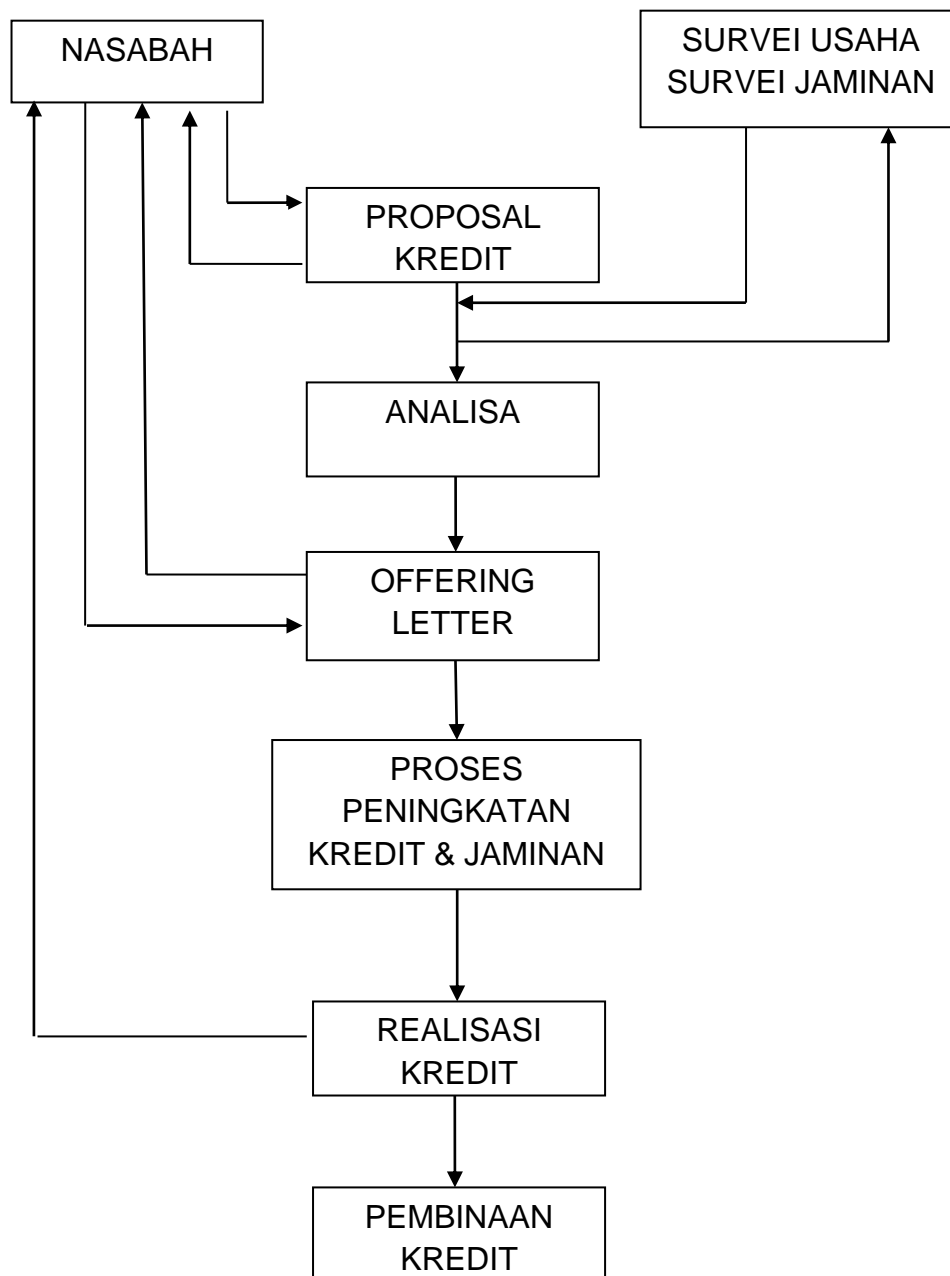 NASABAH
SURVEI USAHA
SURVEI JAMINAN
PROPOSAL
KREDIT
ANALISA
OFFERING
LETTER
PROSES
PENINGKATAN
KREDIT & JAMINAN
REALISASI
KREDIT
PEMBINAAN
KREDIT